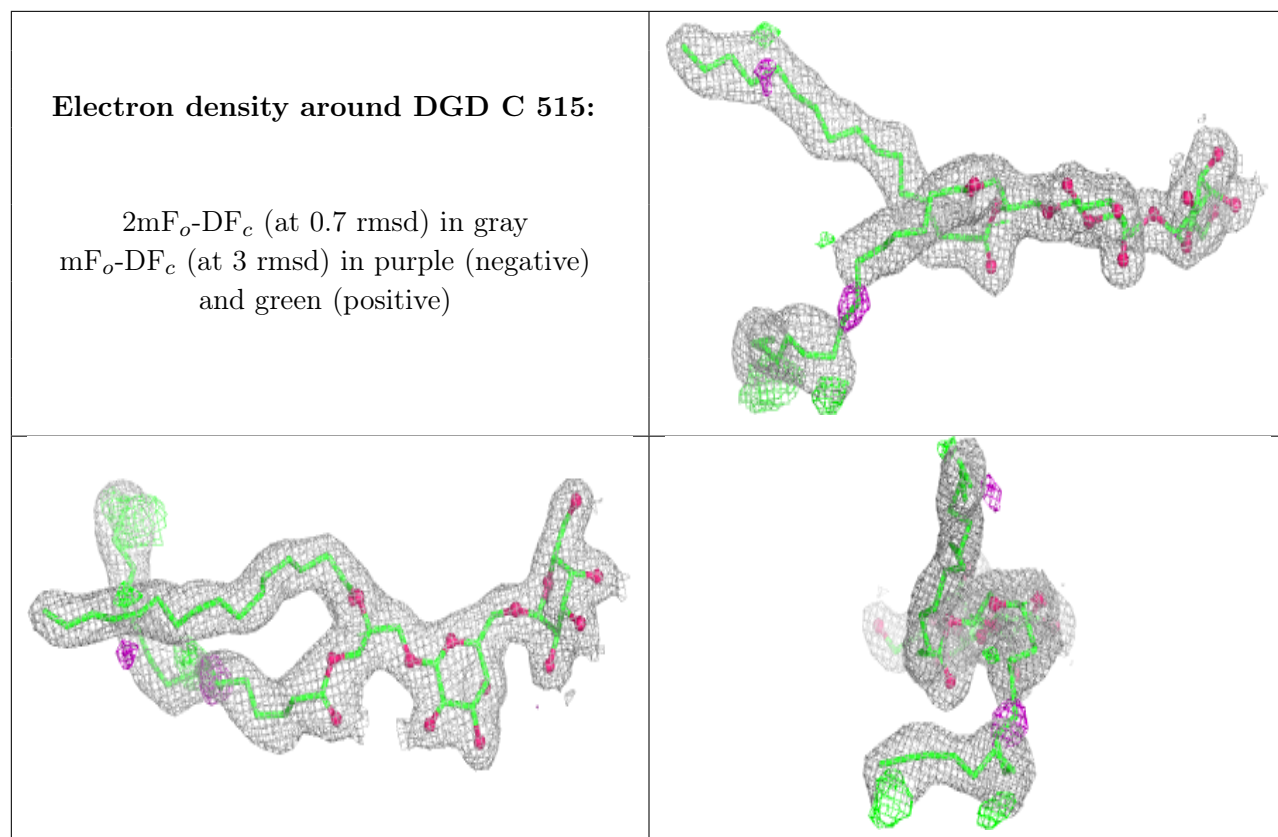 Electron density around DGD C 515:
2mFo-DFc (at 0.7 rmsd) in gray
mFo-DFc (at 3 rmsd) in purple (negative)
and green (positive)